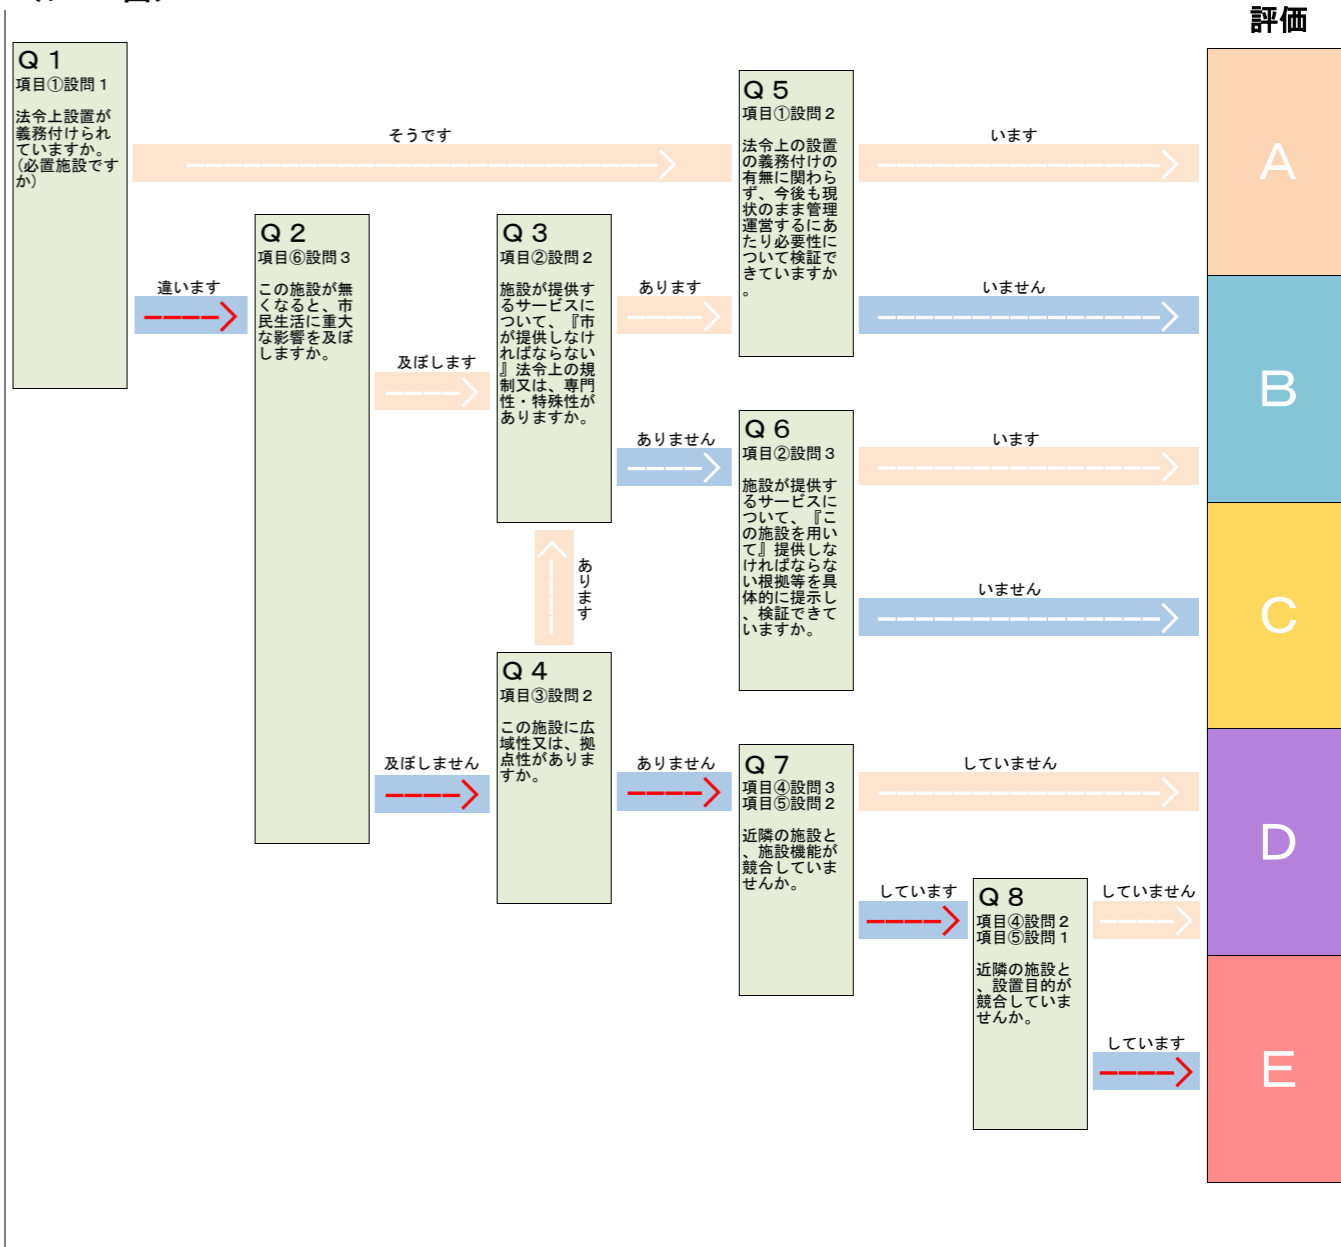 評価
Ｑ１
項目①設問１
法令上設置が
義務付けられ
ていますか。
(必置施設です
か)
そうです
違います
Ｑ２
項目⑥設問３
この施設が無
くなると、市
民生活に重大
な影響を及ぼ
しますか。
及ぼします
及ぼしません
Ｑ３
項目②設問２
施設が提供す
るサービスに
ついて、『市
が提供しなけ
ればならない
』法令上の規
制又は、専門
性・特殊性が
ありますか。
あります
ありません
あります
Ｑ４
項目③設問２
この施設に広
域性又は、拠
点性がありま
すか。
ありません
Ｑ５
項目①設問２
法令上の設置
の義務付けの
有無に関わら
ず、今後も現
状のまま管理
運営するにあ
たり必要性に
ついて検証で
きていますか
。
います
いません
Ｑ６
項目②設問３
施設が提供す
るサービスに
ついて、『こ
の施設を用い
て』提供しな
ければならな
い根拠等を具
体的に提示し
、検証できて
いますか。
います
いません
Ｑ７
項目④設問３
項目⑤設問２
近隣の施設と
、施設機能が
競合していま
せんか。
していません
しています
Ｑ８
項目④設問２
項目⑤設問１
近隣の施設と
、設置目的が
競合していま
せんか。
していません
しています
Ａ
Ｂ
Ｃ
Ｄ
Ｅ